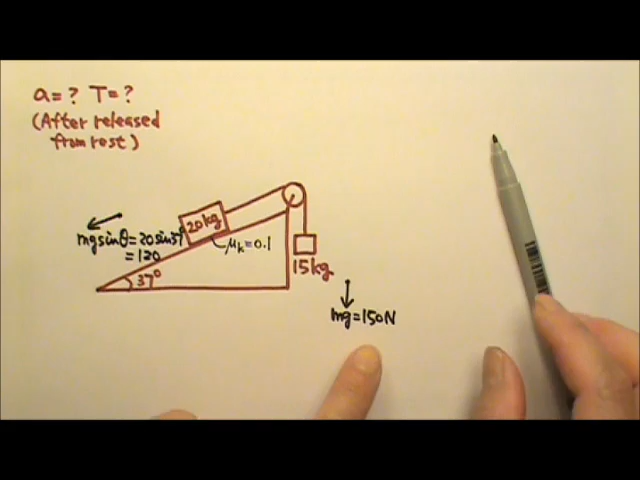 a = ? T = ?
(After released
from rest)
20kg
mgsinθ = 20sin37°
= 120
μk = 0.1
37°
15kg
mg = 150N